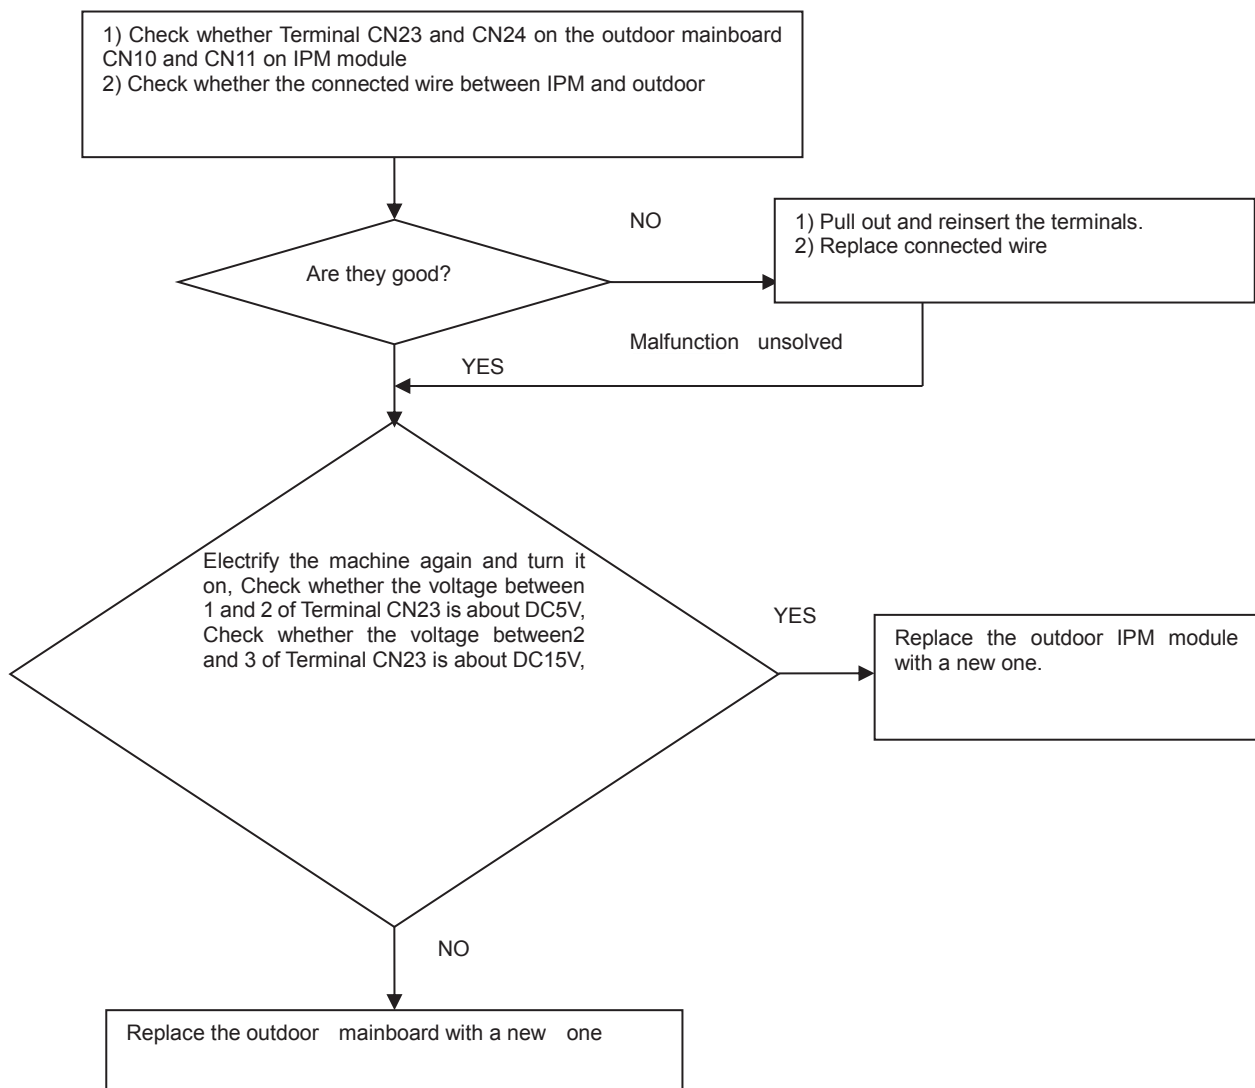 1) Check whether Terminal CN23 and CN24 on the outdoor mainboard
CN10 and CN11 on IPM module
2) Check whether the connected wire between IPM and outdoor
NO
1) Pull out and reinsert the terminals.
2) Replace connected wire
Are they good?
Malfunction unsolved
YES
Electrify the machine again and turn it
on, Check whether the voltage between
1 and 2 of Terminal CN23 is about DC5V,
Check whether the voltage between2
and 3 of Terminal CN23 is about DC15V,
YES
Replace the outdoor IPM module
with a new one.
NO
Replace the outdoor mainboard with a new one